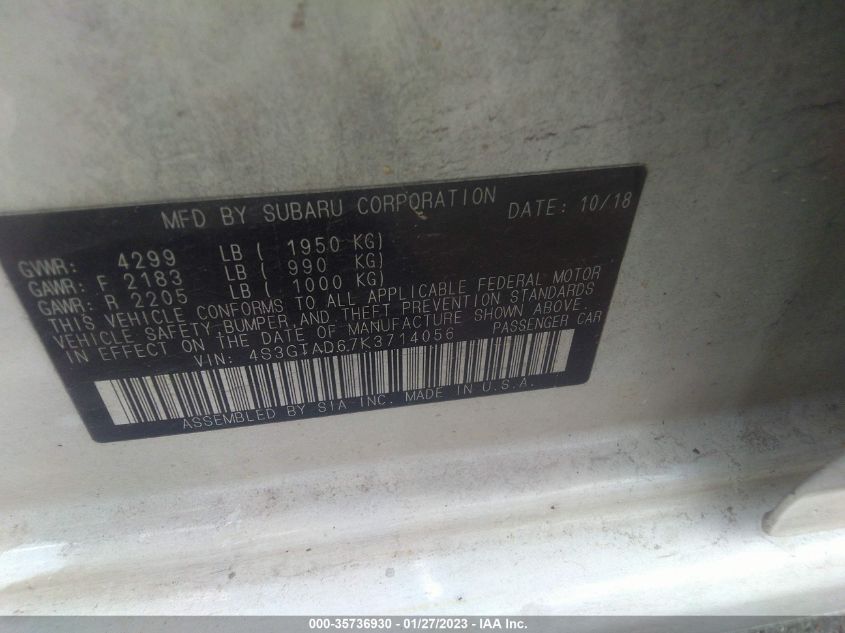 MFD BY SUBARU CORPORATION DATE: 10/18
GVWR: 4299 LB ( 1950 KG)
GAWR: F 2183 LB ( 990 KG)
GAWR: R 2205 LB ( 1000 KG)
THIS VEHICLE CONFORMS TO ALL APPLICABLE FEDERAL MOTOR
VEHICLE SAFETY,BUMPER,AND THEFT PREVENTION STANDARDS
IN EFFECT ON THE DATE OF MANUFACTURE SHOWN ABOVE.
VIN: 4S3GTAD67K3714056 PASSENGER CAR
ASSEMBLED BY SIA-INC. MADE IN U.S.A.
000-35736930 - 01/27/2023 - IAA Inc.